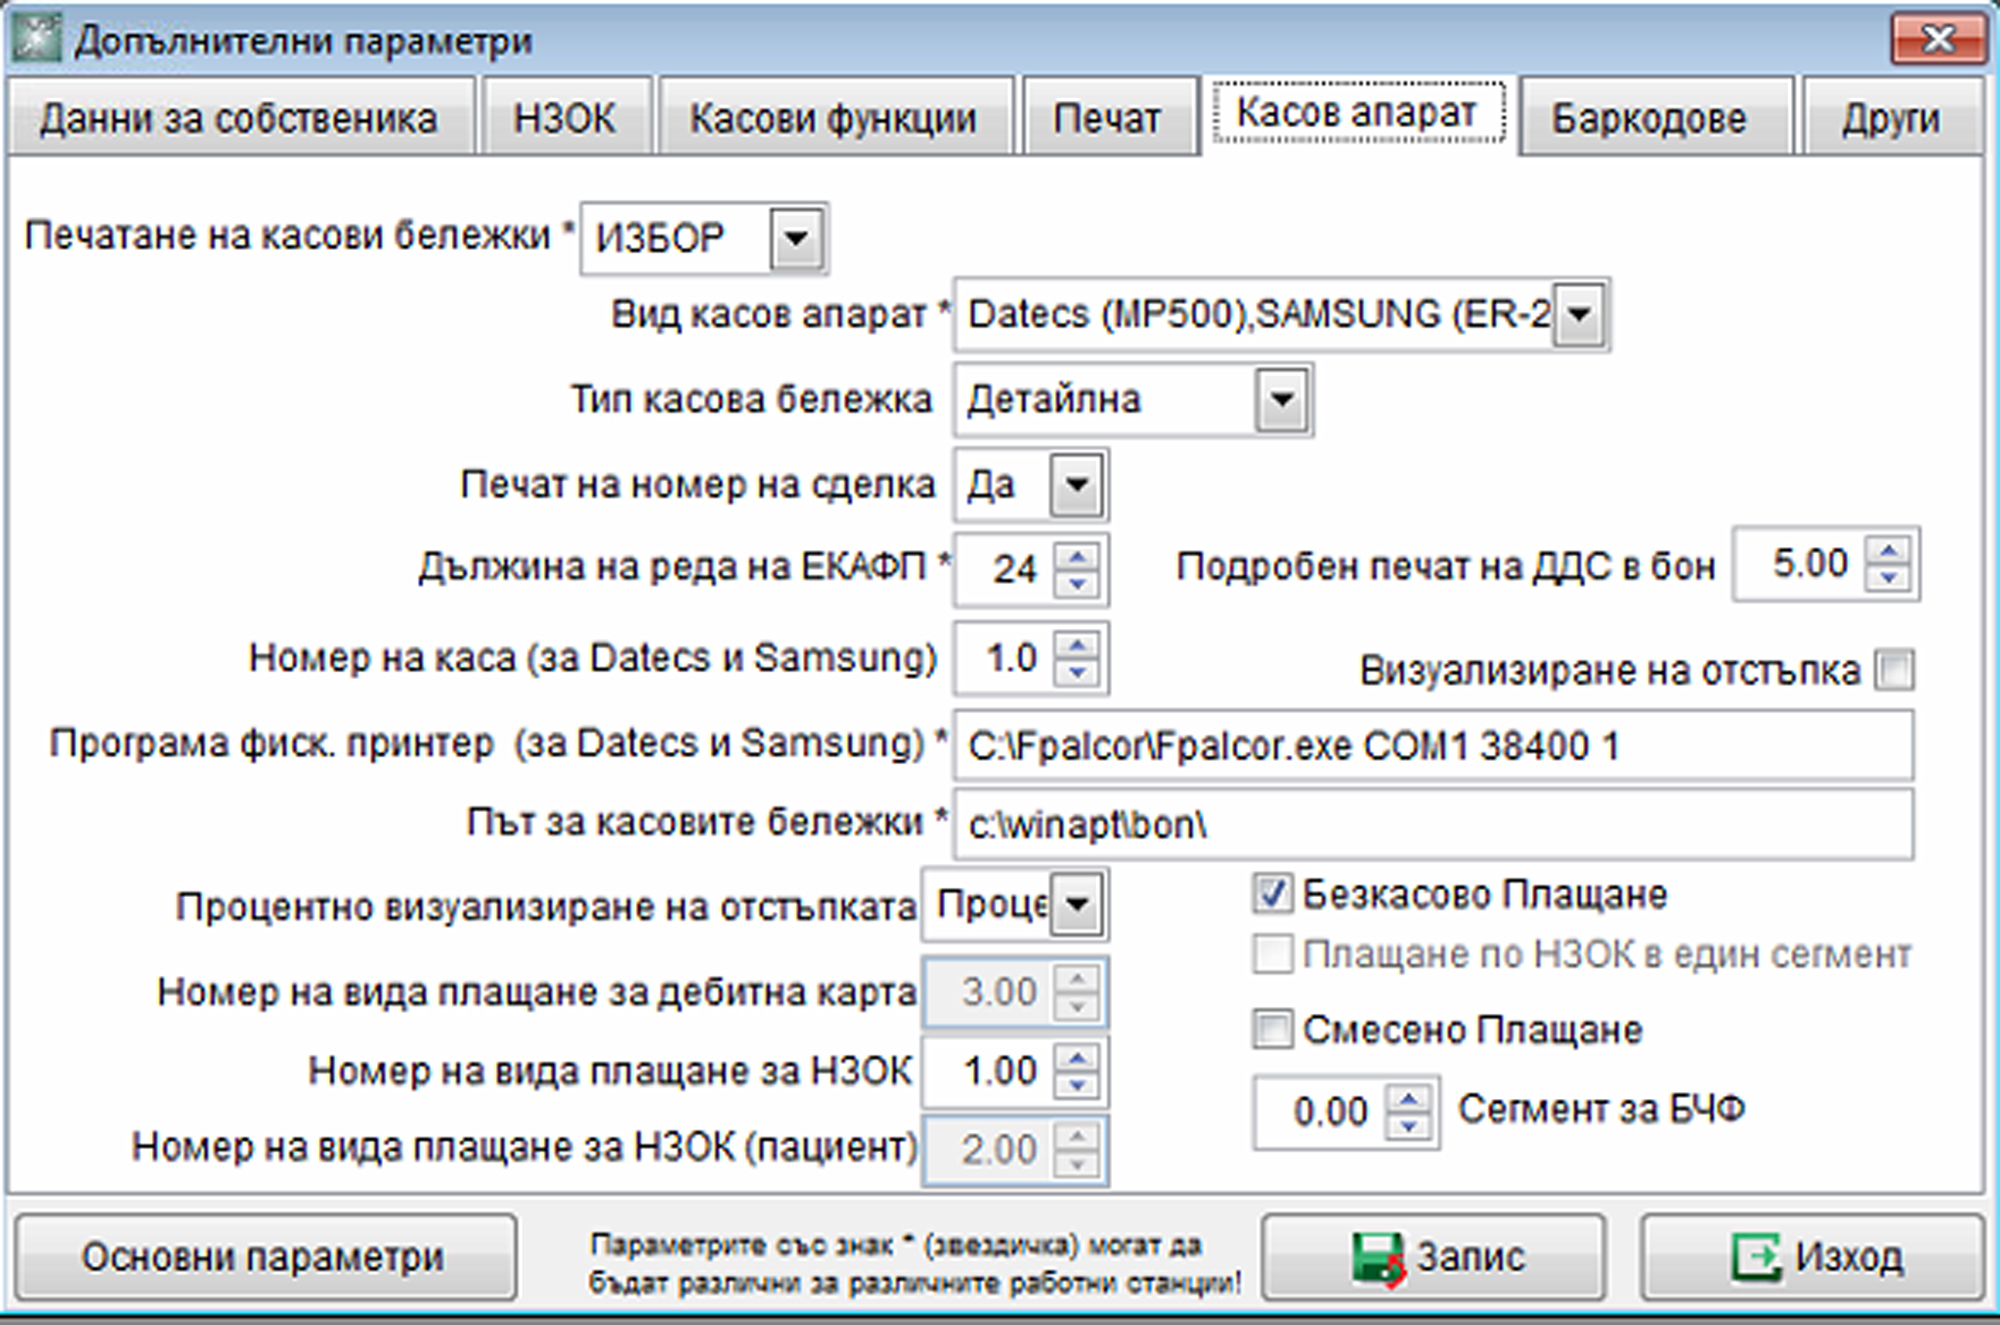 Допълнителни параметри
Данни за собственика НЗОК Касови функции Печат Касов апарат Баркодове Други
Печатане на касови бележки * ИЗБОР
Вид касов апарат * Datecs (MP500),SAMSUNG (ER-2
Тип касова бележка Детайлна
Печат на номер на сделка Да
Дължина на реда на ЕКАФП * 24 Подробен печат на ДДС в бон 5.00
Номер на каса (за Datecs и Samsung) 1.0 Визуализиране на отстъпка
Програма фиск. принтер (за Datecs и Samsung) * C:\Fpalcor\Fpalcor.exe COM1 38400 1
Път за касовите бележки * c:\winapt\bon\
Процентно визуализиране на отстъпката Проце Безкасово Плащане
Плащане по НЗОК в един сегмент
Номер на вида плащане за дебитна карта 3.00
Смесено Плащане
Номер на вида плащане за НЗОК 1.00
0.00 Сегмент за БЧФ
Номер на вида плащане за НЗОК (пациент) 2.00
Основни параметри Параметрите със знак * (звездичка) могат да
бъдат различни за различните работни станции! Запис Изход